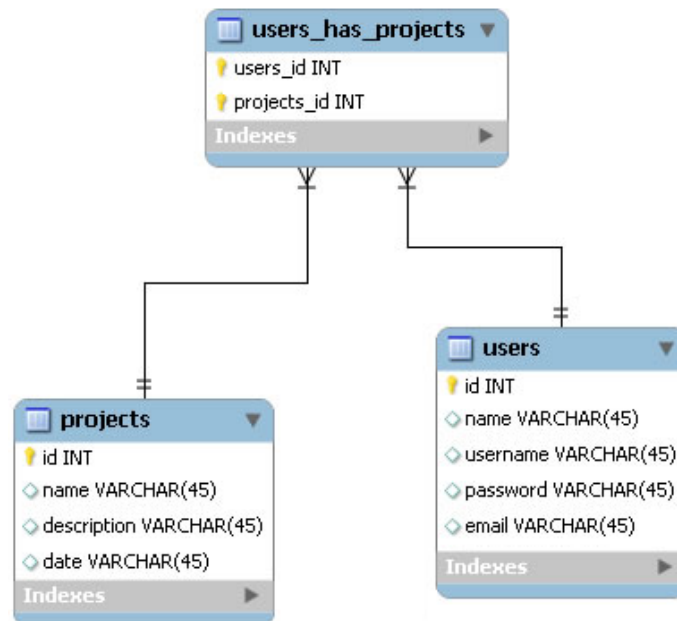 users_has_projects
users_id INT
projects_id INT
Indexes
projects
id INT
name VARCHAR(45)
description VARCHAR(45)
date VARCHAR(45)
Indexes
users
id INT
name VARCHAR(45)
username VARCHAR(45)
password VARCHAR(45)
email VARCHAR(45)
Indexes